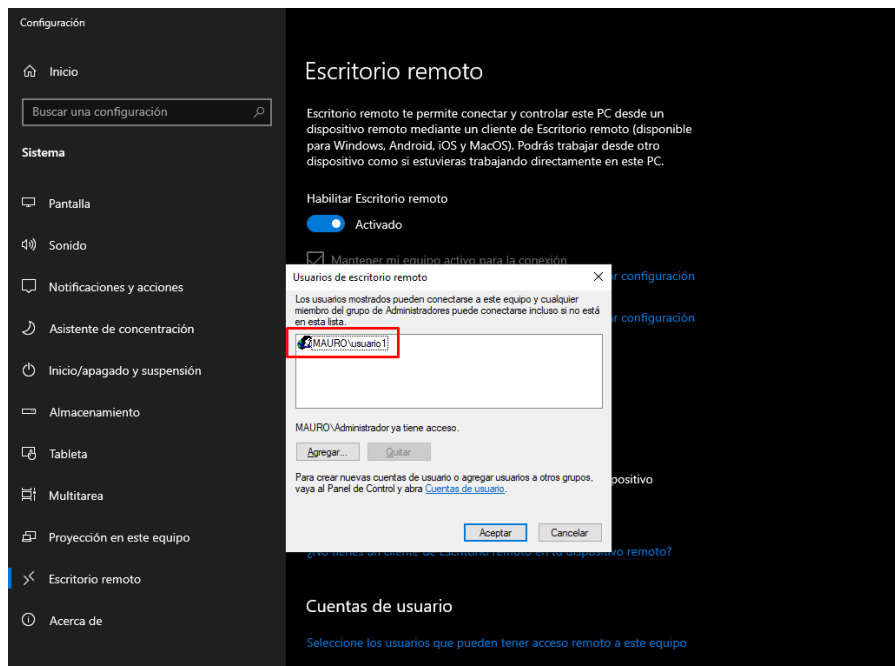 Configuración
Inicio
Buscar una configuración
Sistema
Pantalla
Sonido
Notificaciones y acciones
Asistente de concentración
Inicio/apagado y suspensión
Almacenamiento
Tableta
Multitarea
Proyección en este equipo
Escritorio remoto
Acerca de
Escritorio remoto
Escritorio remoto te permite conectar y controlar este PC desde un
dispositivo remoto mediante un cliente de Escritorio remoto (disponible
para Windows, Android, iOS y MacOS). Podrás trabajar desde otro
dispositivo como si estuvieras trabajando directamente en este PC.
Habilitar Escritorio remoto
Activado
Mantener mi equipo activo para la conexión
configuración
configuración
Usuarios de escritorio remoto
Los usuarios mostrados pueden conectarse a este equipo y cualquier
miembro del grupo de Administradores puede conectarse incluso si no está
en esta lista.
MAURO\usuario1
MAURO\Administrador ya tiene acceso.
Agregar...
Quitar
Para crear nuevas cuentas de usuario o agregar usuarios a otros grupos,
vaya al Panel de Control y abra Cuentas de usuario.
Aceptar
Cancelar
positivo
¿No tienes un cliente de Escritorio remoto en tu dispositivo remoto?
Cuentas de usuario
Seleccione los usuarios que pueden tener acceso remoto a este equipo